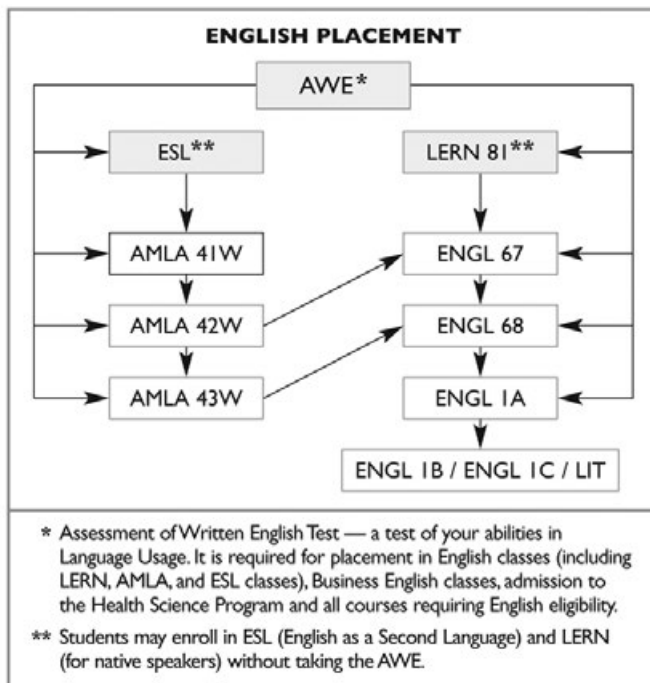 ENGLISH PLACEMENT
AWE*
ESL**
LERN 81**
AMLA 41W
ENGL 67
AMLA 42W
ENGL 68
AMLA 43W
ENGL 1A
ENGL 1B / ENGL 1C / LIT
* Assessment of Written English Test — a test of your abilities in
Language Usage. It is required for placement in English classes (including
LERN, AMLA, and ESL classes), Business English classes, admission to
the Health Science Program and all courses requiring English eligibility.
** Students may enroll in ESL (English as a Second Language) and LERN
(for native speakers) without taking the AWE.